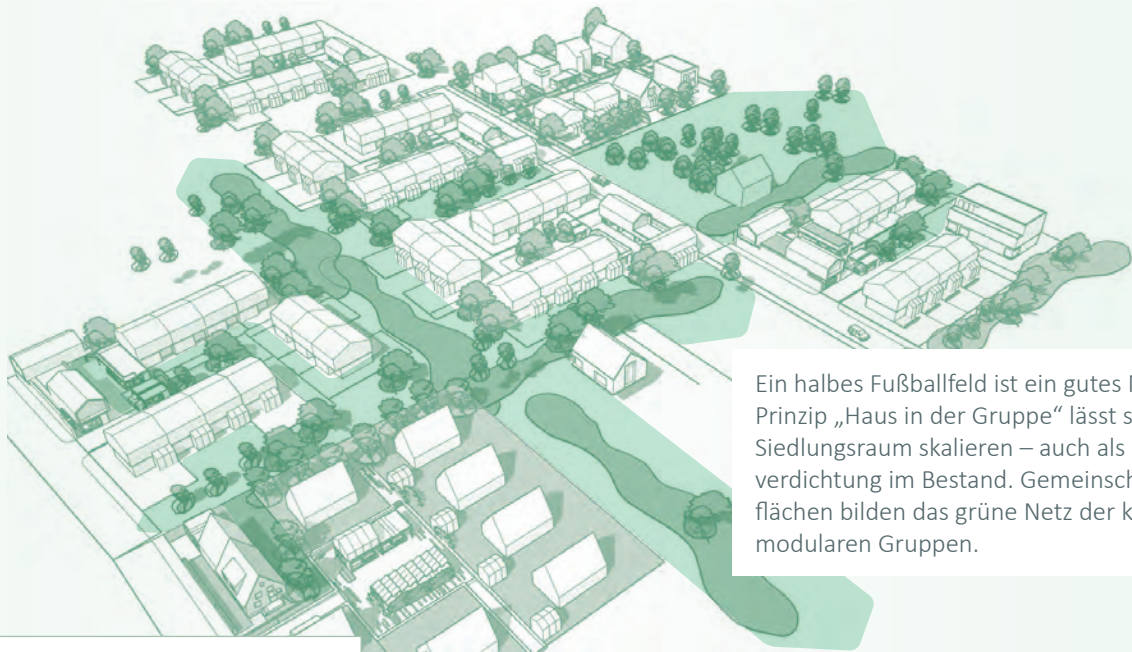 Ein halbes Fußballfeld ist ein gutes
Prinzip „Haus in der Gruppe“ lässt
Siedlungsraum skalieren – auch als
verdichtung im Bestand.
flächen bilden das grüne Netz der
modularen Gruppen.